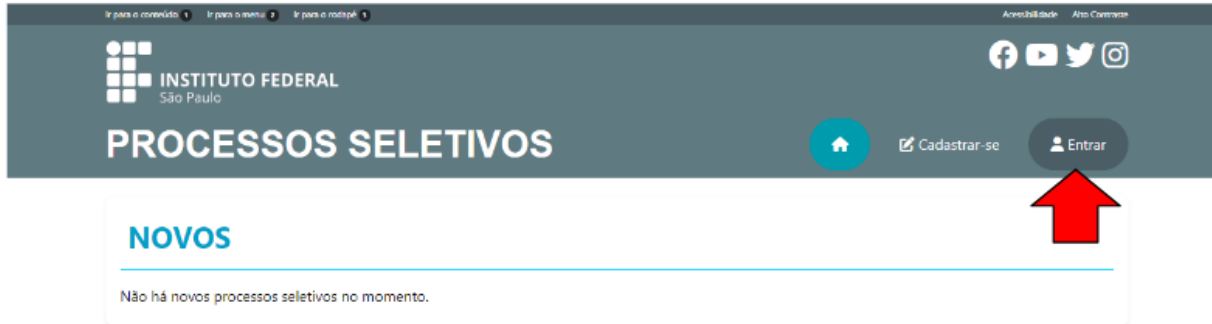 Ir para o conteúdo 1 Ir para o menu 2 Ir para o rodapé 3
Acessibilidade Alto Contraste
INSTITUTO FEDERAL
São Paulo
PROCESSOS SELETIVOS
Cadastrar-se
Entrar
NOVOS
Não há novos processos seletivos no momento.